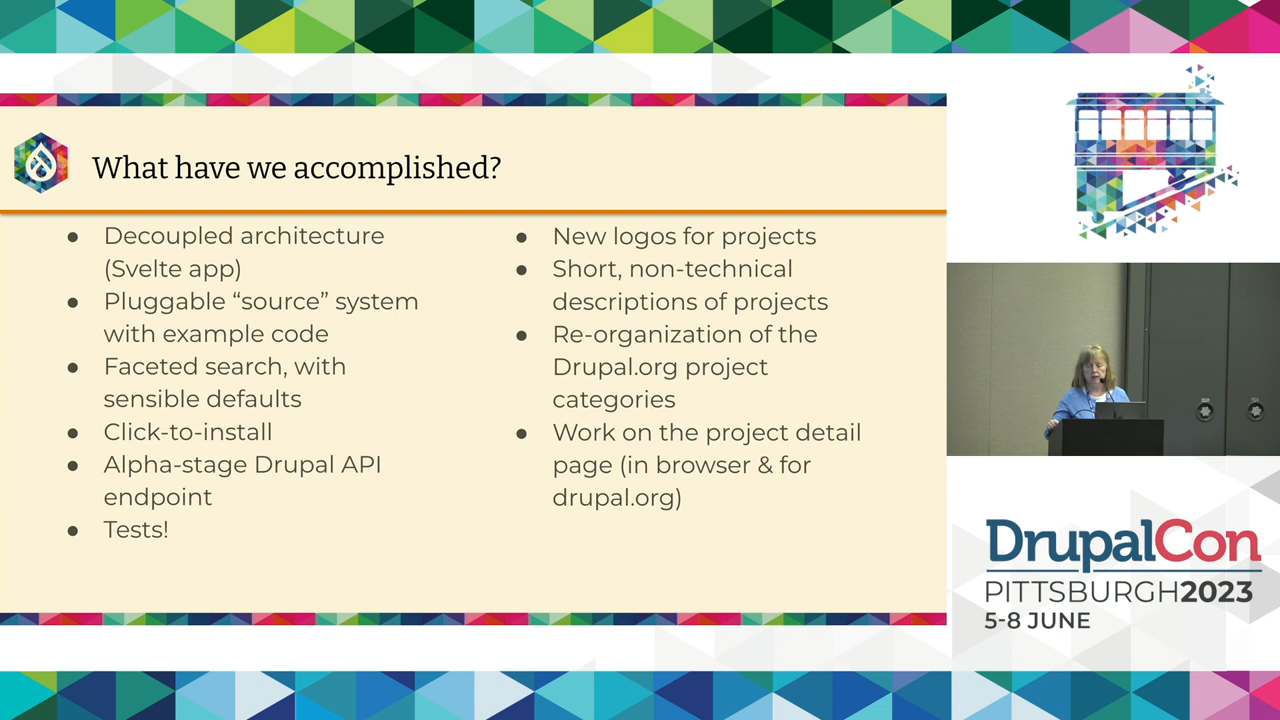 What have we accomplished?
● Decoupled architecture
(Svelte app)
● Pluggable “source” system
with example code
● Faceted search, with
sensible defaults
● Click-to-install
● Alpha-stage Drupal API
endpoint
● Tests!
● New logos for projects
● Short, non-technical
descriptions of projects
● Re-organization of the
Drupal.org project
categories
● Work on the project detail
page (in browser & for
drupal.org)
DrupalCon
PITTSBURGH2023
5-8 JUNE